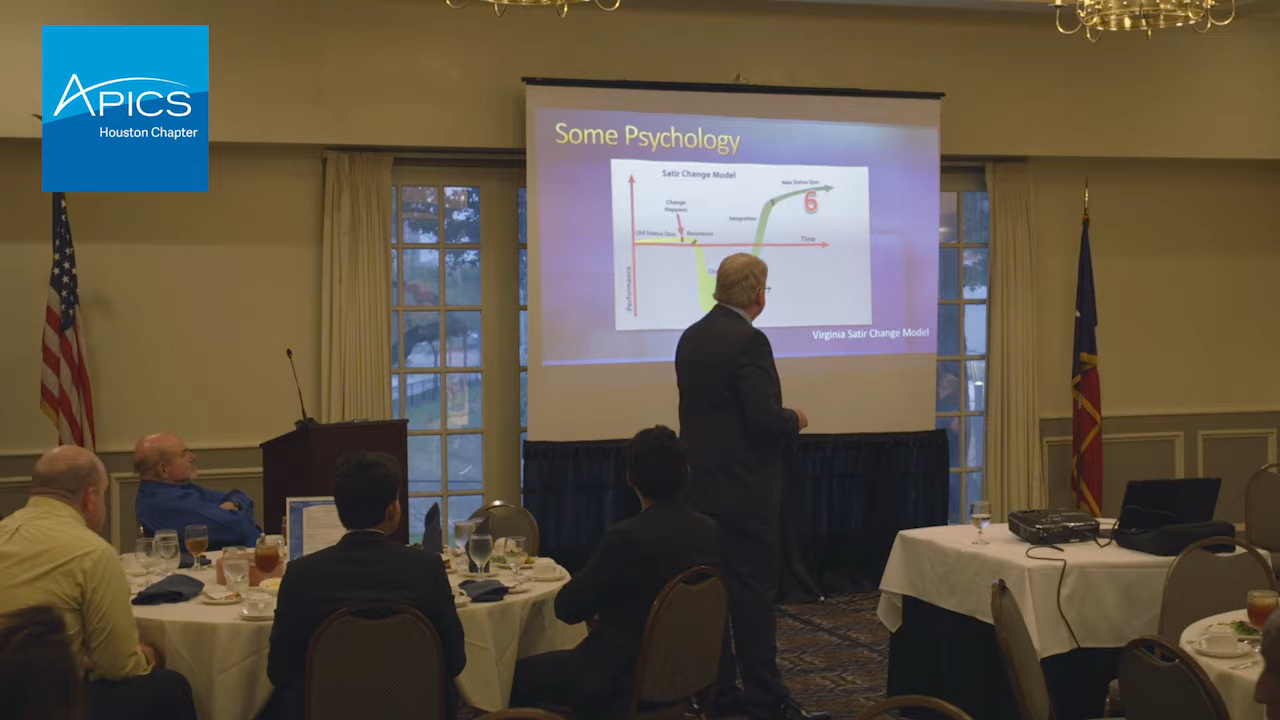 APICS
Houston Chapter
Some Psychology
Satir Change Model
New Status Quo
6
Change
Happens
Integration
Old Status Quo
Resistance
Time
Performance
Virginia Satir Change Model